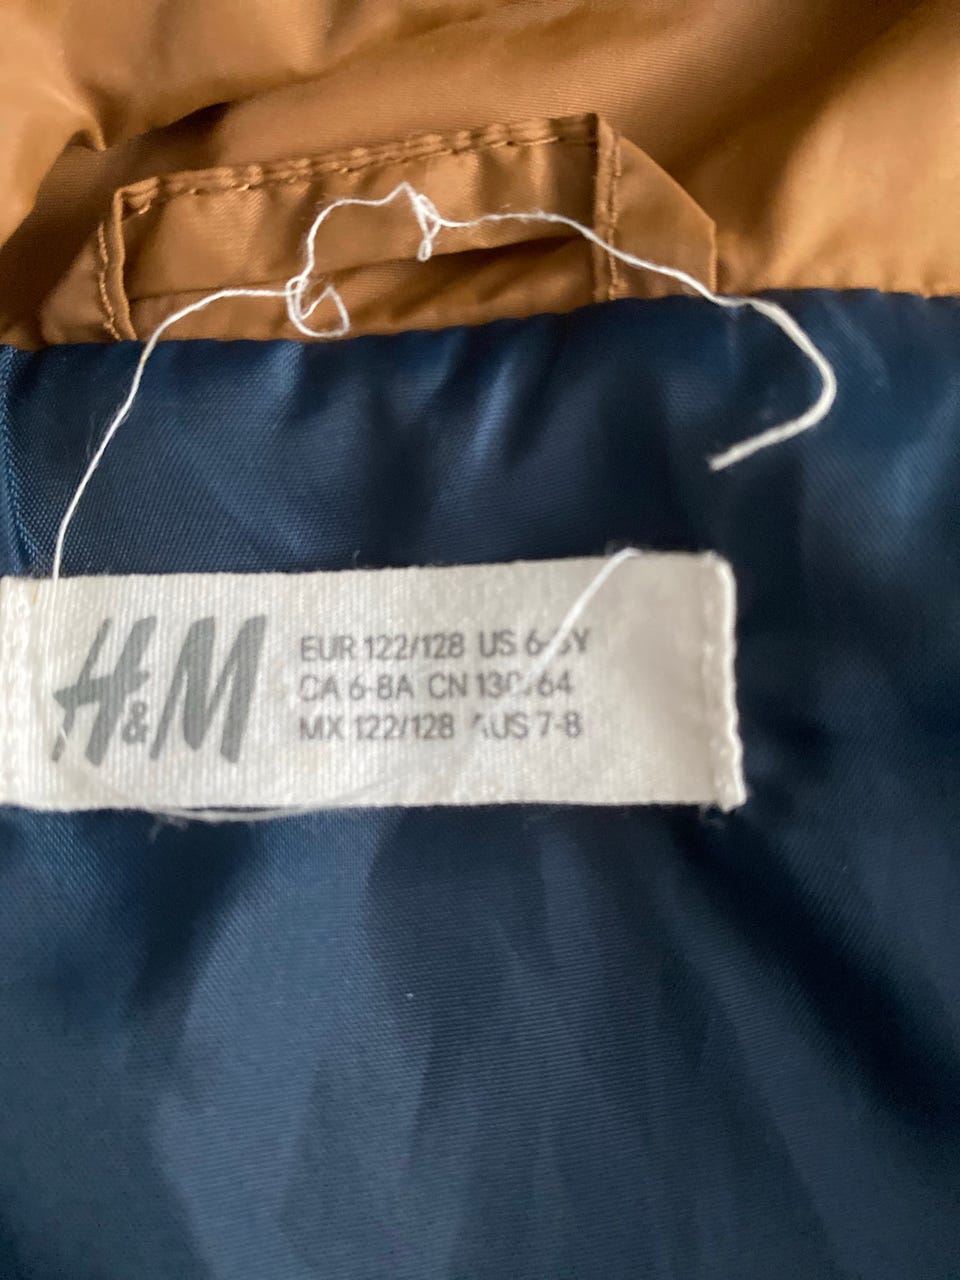 H&M
EUR 122/128 US 6-8Y
CA 6-8A CN 130/64
MX 122/128 AUS 7-8